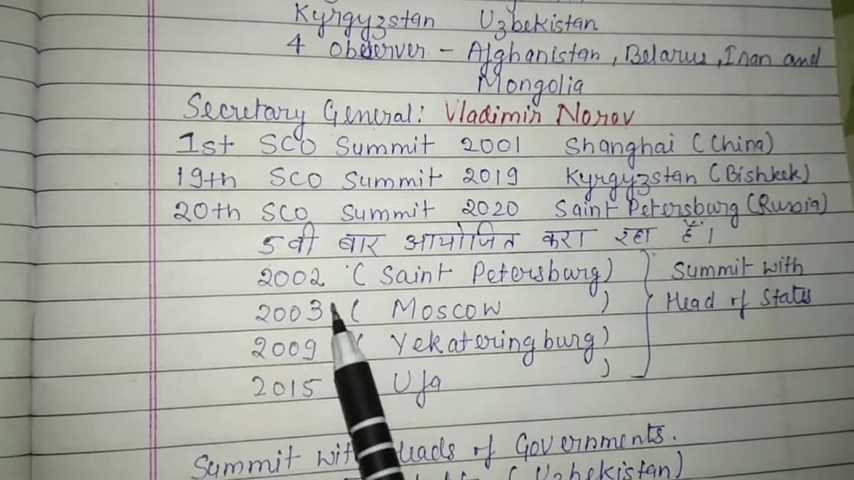 Kyrgyzstan Uzbekistan
4 Observer - Afghanistan, Belarus, Iran and
Mongolia
Secretary General: Vladimir Norov
1st SCO Summit 2001 Shanghai (China)
19th SCO Summit 2019 Kyrgyzstan (Bishkek)
20th SCO Summit 2020 Saint Petersburg (Russia)
5वी बार आयोजित करा रहा है।
2002 (Saint Petersburg) Summit with
2003 ( Moscow ) Head of States
2009 ( Yekateringburg)
2015 Ufa )
Summit with Heads of Governments.
(Uzbekistan)